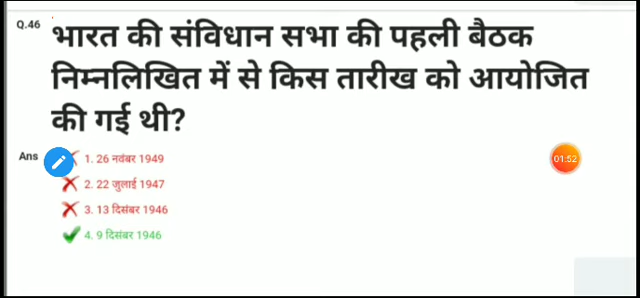 Q.46 भारत की संविधान सभा की पहली बैठक
निम्नलिखित में से किस तारीख को आयोजित
की गई थी?
Ans 1. 26 नवंबर 1949
01:52
2. 22 जुलाई 1947
3. 13 दिसंबर 1946
4. 9 दिसंबर 1946